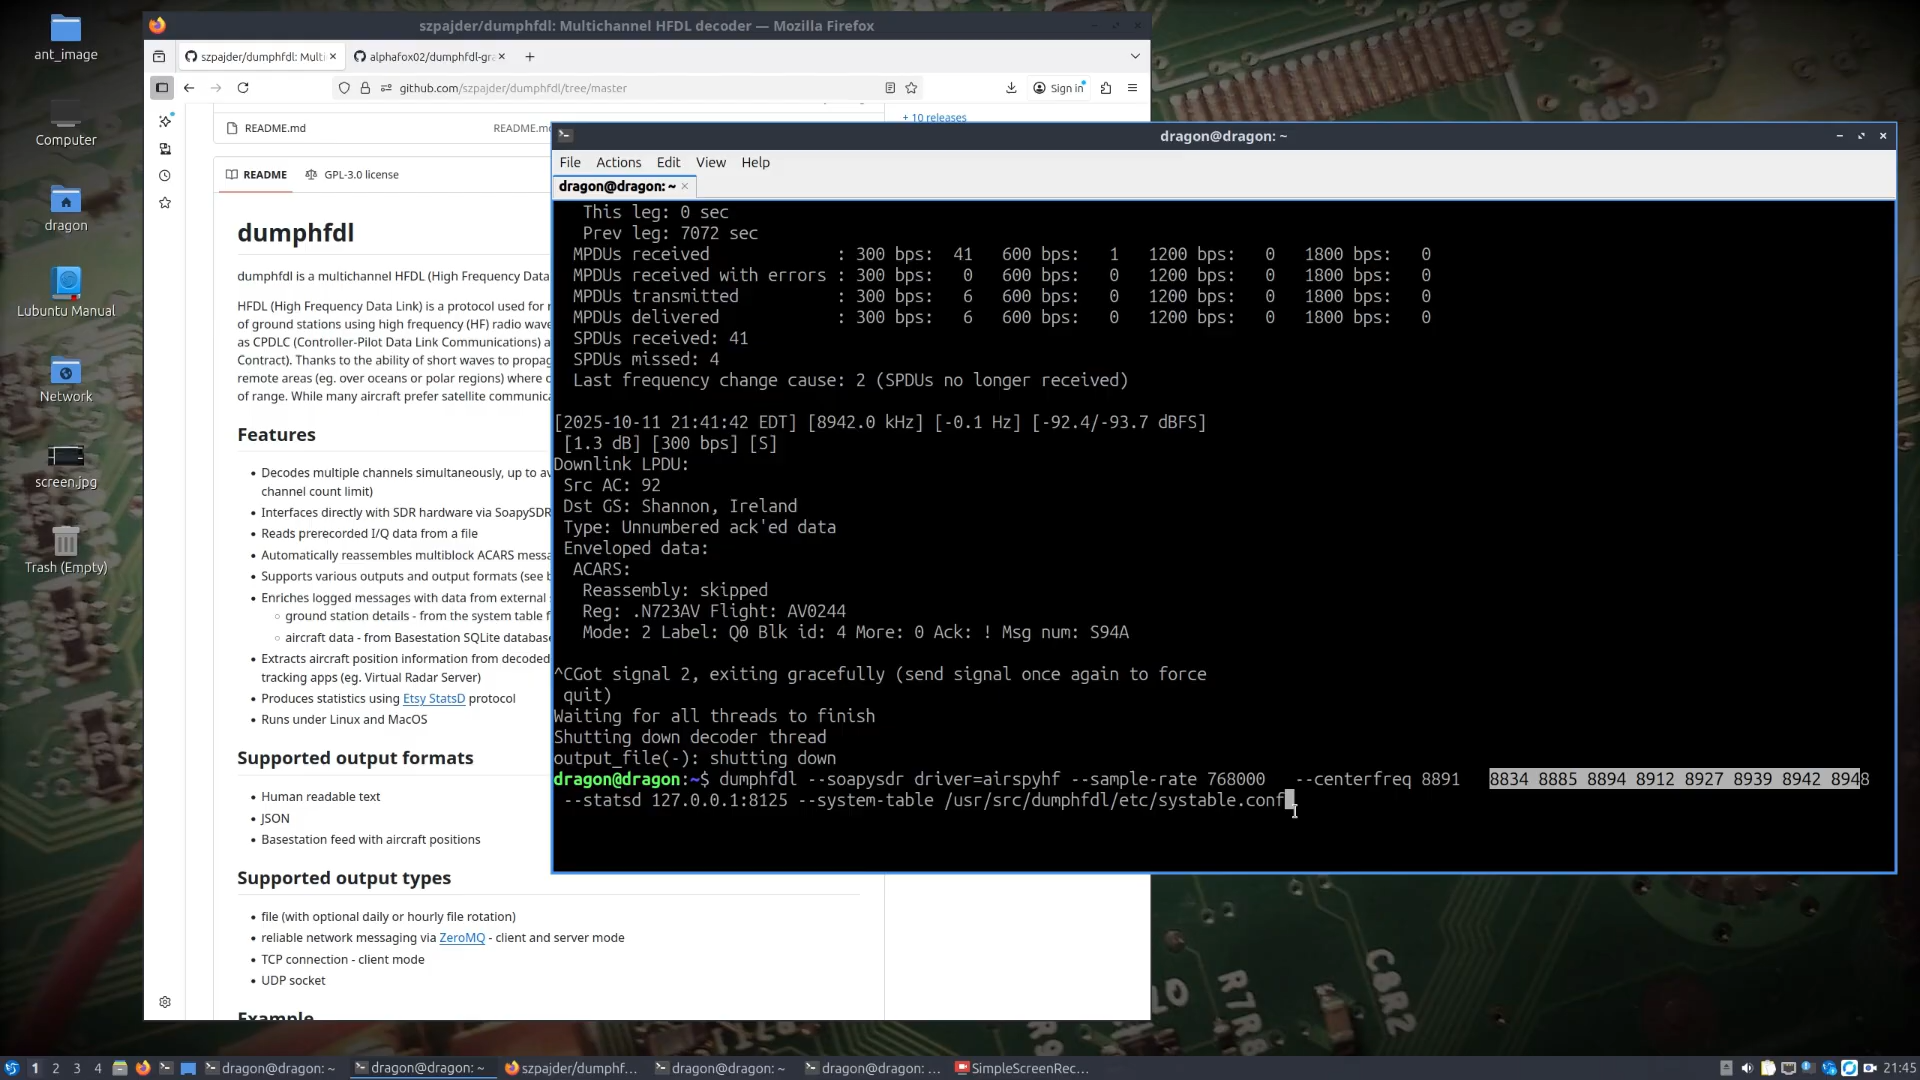 ant_image
Computer
dragon
Lubuntu Manual
Network
screen.jpg
Trash (Empty)
szpajder/dumphfdl: Multichannel HFDL decoder — Mozilla Firefox
szpajder/dumphfdl: Multi
alphafox02/dumphfdl-gr
github.com/szpajder/dumphfdl/tree/master
Sign in
README.md
README.m
+ 10 releases
README
GPL-3.0 license
dumphfdl
dumphfdl is a multichannel HFDL (High Frequency Data
HFDL (High Frequency Data Link) is a protocol used for
of ground stations using high frequency (HF) radio wave
as CPDLC (Controller-Pilot Data Link Communications) a
Contract). Thanks to the ability of short waves to propag
remote areas (eg. over oceans or polar regions) where
of range. While many aircraft prefer satellite communic
Features
• Decodes multiple channels simultaneously, up to av
channel count limit)
• Interfaces directly with SDR hardware via SoapySDR
• Reads prerecorded I/Q data from a file
• Automatically reassembles multiblock ACARS mess
• Supports various outputs and output formats (see b
• Enriches logged messages with data from external
◦ ground station details - from the system table f
◦ aircraft data - from Basestation SQLite databas
• Extracts aircraft position information from decoded
tracking apps (eg. Virtual Radar Server)
• Produces statistics using Etsy StatsD protocol
• Runs under Linux and MacOS
Supported output formats
• Human readable text
• JSON
• Basestation feed with aircraft positions
Supported output types
• file (with optional daily or hourly file rotation)
• reliable network messaging via ZeroMQ - client and server mode
• TCP connection - client mode
• UDP socket
Example
dragon@dragon: ~
File Actions Edit View Help
dragon@dragon: ~
This leg: 0 sec
Prev leg: 7072 sec
MPDUs received : 300 bps: 41 600 bps: 1 1200 bps: 0 1800 bps: 0
MPDUs received with errors : 300 bps: 0 600 bps: 0 1200 bps: 0 1800 bps: 0
MPDUs transmitted : 300 bps: 6 600 bps: 0 1200 bps: 0 1800 bps: 0
MPDUs delivered : 300 bps: 6 600 bps: 0 1200 bps: 0 1800 bps: 0
SPDUs received: 41
SPDUs missed: 4
Last frequency change cause: 2 (SPDUs no longer received)
[2025-10-11 21:41:42 EDT] [8942.0 kHz] [-0.1 Hz] [-92.4/-93.7 dBFS]
[1.3 dB] [300 bps] [S]
Downlink LPDU:
Src AC: 92
Dst GS: Shannon, Ireland
Type: Unnumbered ack'ed data
Enveloped data:
ACARS:
Reassembly: skipped
Reg: .N723AV Flight: AV0244
Mode: 2 Label: Q0 Blk id: 4 More: 0 Ack: ! Msg num: S94A
^CGot signal 2, exiting gracefully (send signal once again to force
quit)
Waiting for all threads to finish
Shutting down decoder thread
output_file(-): shutting down
dragon@dragon:~$ dumphfdl --soapysdr driver=airspyhf --sample-rate 768000 --centerfreq 8891 8834 8885 8894 8912 8927 8939 8942 8948
--statsd 127.0.0.1:8125 --system-table /usr/src/dumphfdl/etc/systable.conf
1 2 3 4
dragon@dragon: ~
dragon@dragon: ~
szpajder/dumphf...
dragon@dragon: ~
dragon@dragon: ...
SimpleScreenRec...
21:45